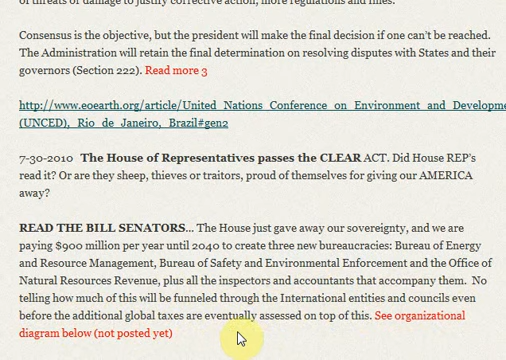 of threats or damage to justify corrective action, more regulations and fines.
Consensus is the objective, but the president will make the final decision if one can't be reached.
The Administration will retain the final determination on resolving disputes with States and their
governors (Section 222). Read more 3
http://www.eoearth.org/article/United_Nations_Conference_on_Environment_and_Developme
(UNCED),_Rio_de_Janeiro,_Brazil#gen2
7-30-2010 The House of Representatives passes the CLEAR ACT. Did House REP's
read it? Or are they sheep, thieves or traitors, proud of themselves for giving our AMERICA
away?
READ THE BILL SENATORS... The House just gave away our sovereignty, and we are
paying $900 million per year until 2040 to create three new bureaucracies: Bureau of Energy
and Resource Management, Bureau of Safety and Environmental Enforcement and the Office of
Natural Resources Revenue, plus all the inspectors and accountants that accompany them. No
telling how much of this will be funneled through the International entities and councils even
before the additional global taxes are eventually assessed on top of this. See organizational
diagram below (not posted yet)